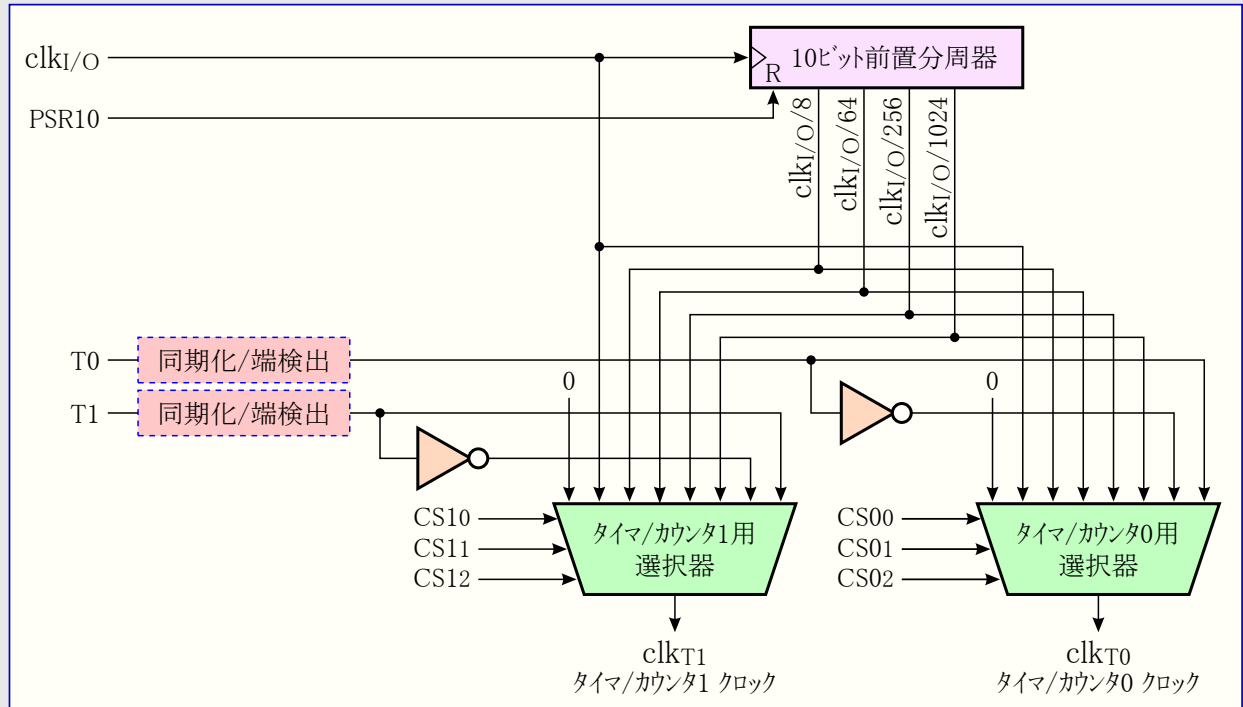 clkI/O
10ビット前置分周器
R
PSR10
clkI/O/8
clkI/O/64
clkI/O/256
clkI/O/1024
T0
同期化/端検出
T1
同期化/端検出
0
0
CS10
CS11
CS12
タイマ/カウンタ1用
選択器
CS00
CS01
CS02
タイマ/カウンタ0用
選択器
clkT1
タイマ/カウンタ1 クロック
clkT0
タイマ/カウンタ0 クロック